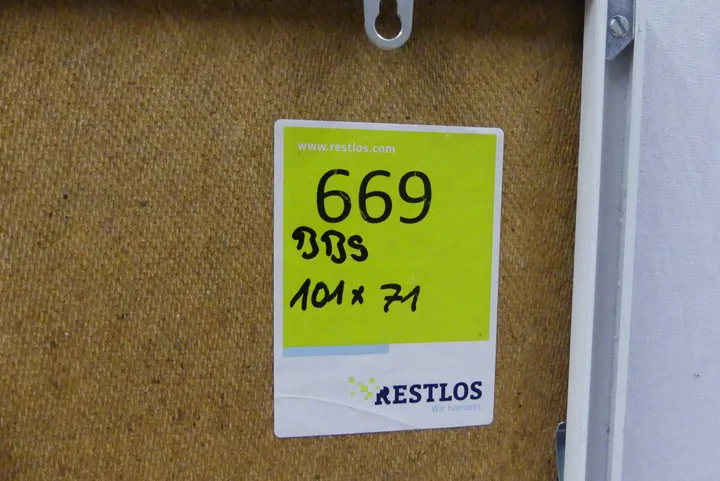 www.restlos.com
669
BBS
101 x 71
RESTLOS
Wir handeln.